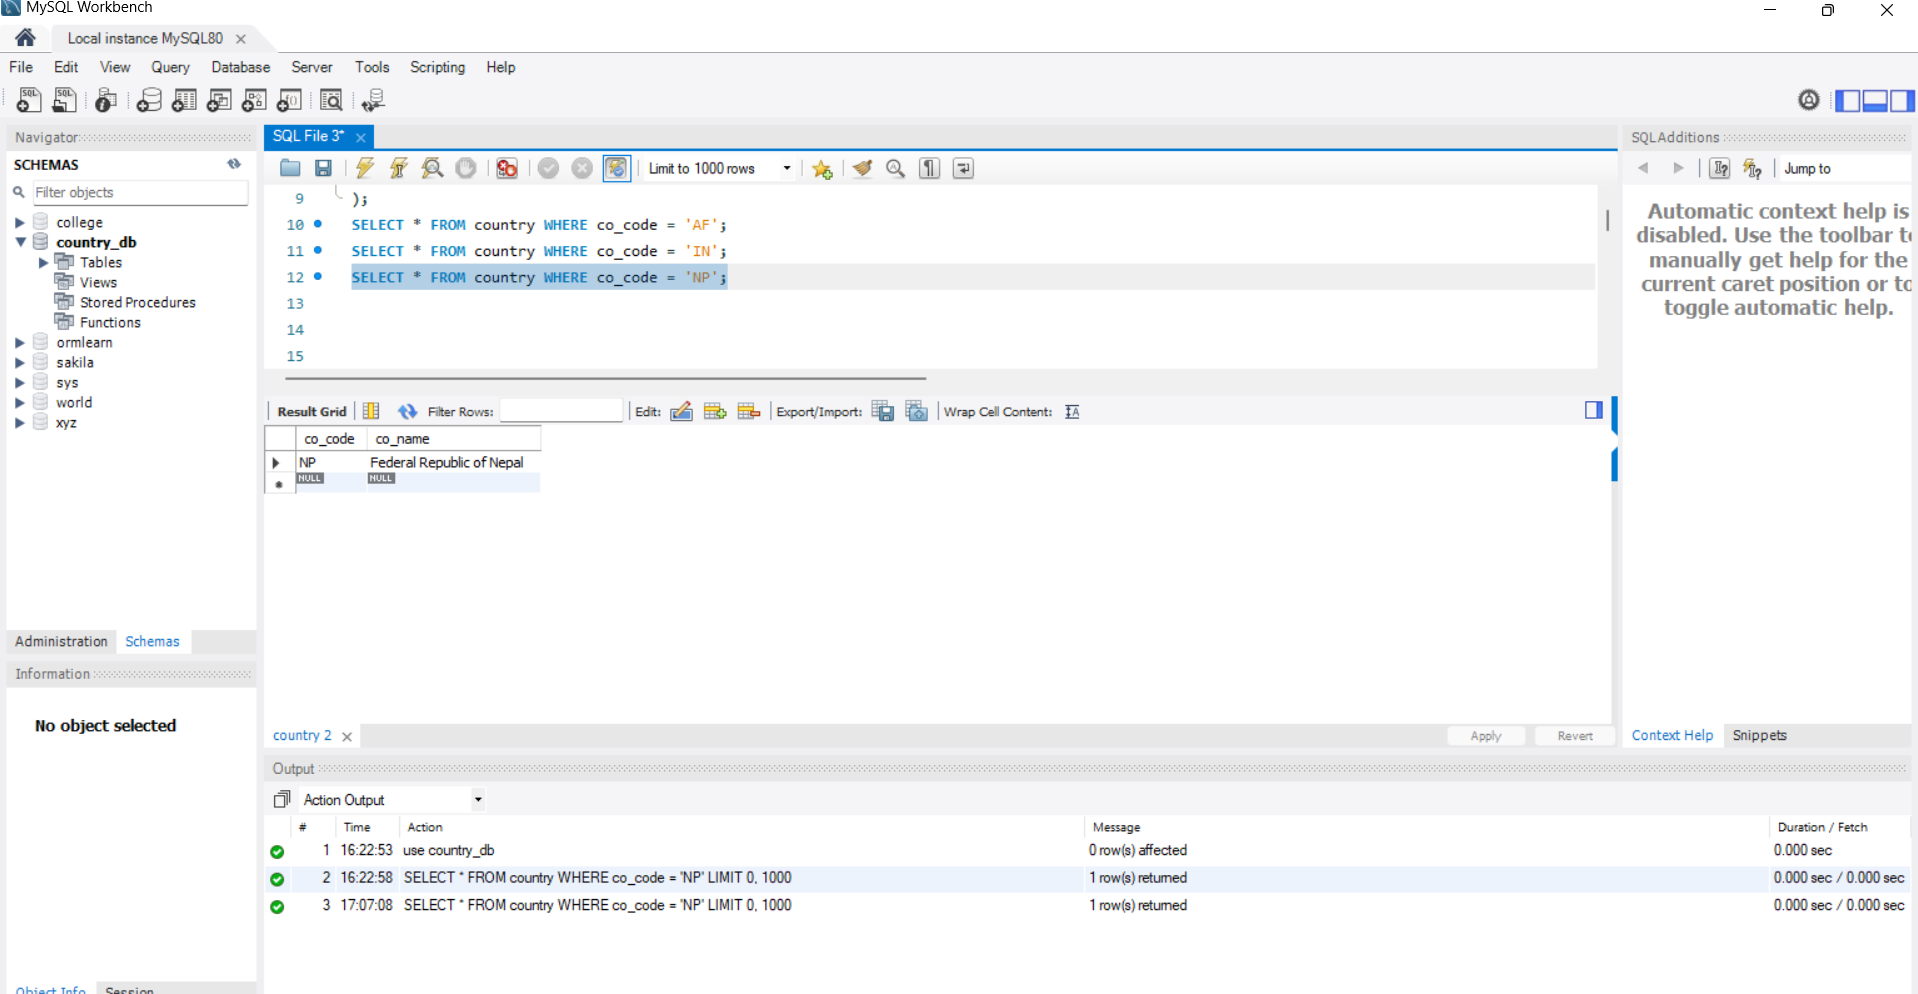 MySQL Workbench
Local instance MySQL80
File Edit View Query Database Server Tools Scripting Help
Navigator
SCHEMAS
Filter objects
college
country_db
Tables
Views
Stored Procedures
Functions
ormlearn
sakila
sys
world
xyz
Administration Schemas
Information
No object selected
Object Info Session
SQL File 3*
Limit to 1000 rows
9 );
10 SELECT * FROM country WHERE co_code = 'AF';
11 SELECT * FROM country WHERE co_code = 'IN';
12 SELECT * FROM country WHERE co_code = 'NP';
13
14
15
Result Grid Filter Rows: Edit: Export/Import: Wrap Cell Content:
co_code co_name
NP Federal Republic of Nepal
NULL NULL
country 2
Apply Revert
SQLAdditions
Jump to
Automatic context help is
disabled. Use the toolbar to
manually get help for the
current caret position or to
toggle automatic help.
Context Help Snippets
Output
Action Output
# Time Action Message Duration / Fetch
1 16:22:53 use country_db 0 row(s) affected 0.000 sec
2 16:22:58 SELECT * FROM country WHERE co_code = 'NP' LIMIT 0, 1000 1 row(s) returned 0.000 sec / 0.000 sec
3 17:07:08 SELECT * FROM country WHERE co_code = 'NP' LIMIT 0, 1000 1 row(s) returned 0.000 sec / 0.000 sec